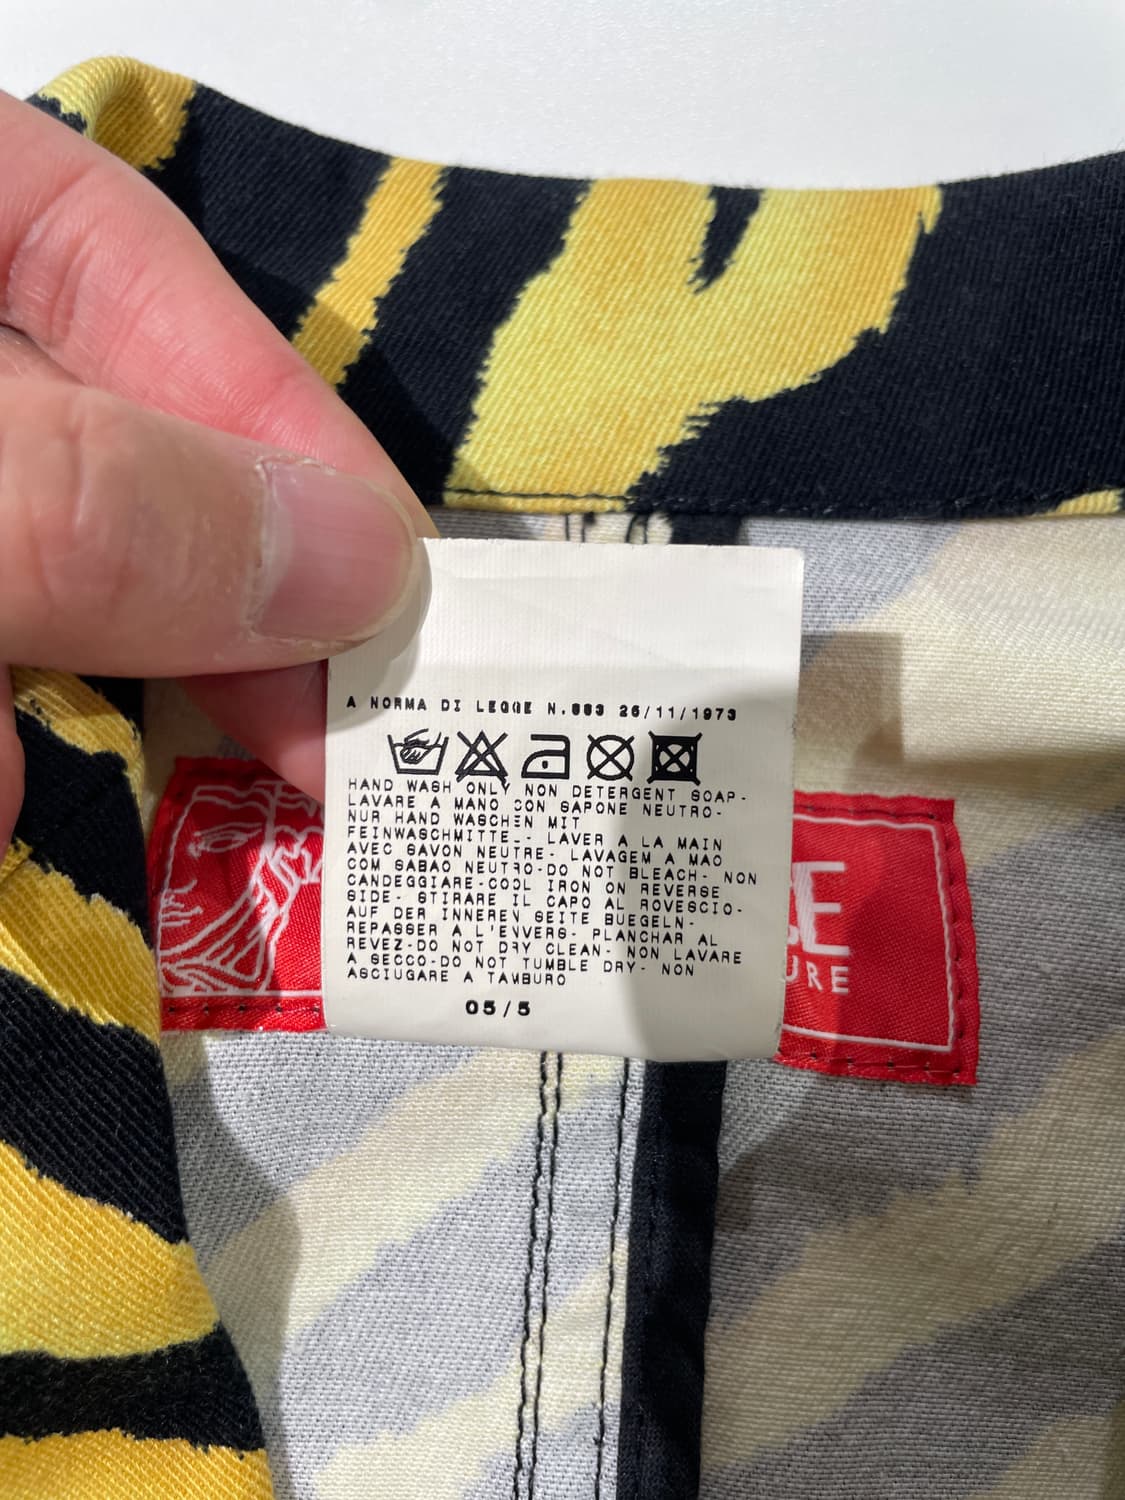 A NORMA DI LEGGE N.883 26/11/1973
HAND WASH ONLY NON DETERGENT SOAP-
LAVARE A MANO CON SAPONE NEUTRO-
NUR HAND WASCHEN MIT
FEINWASCHMITTE-- LAVER A LA MAIN
AVEC SAVON NEUTRE- LAVAGEM A MAO
COM SABAO NEUTRO-DO NOT BLEACH- NON
CANDEGGIARE-COOL IRON ON REVERSE
SIDE- STIRARE IL CAPO AL ROVESCIO-
AUF DER INNEREN SEITE BUEGELN-
REPASSER A L'ENVERS- PLANCHAR AL
REVEZ-DO NOT DRY CLEAN- NON LAVARE
A SECCO-DO NOT TUMBLE DRY- NON
ASCIUGARE A TAMBURO
05/5